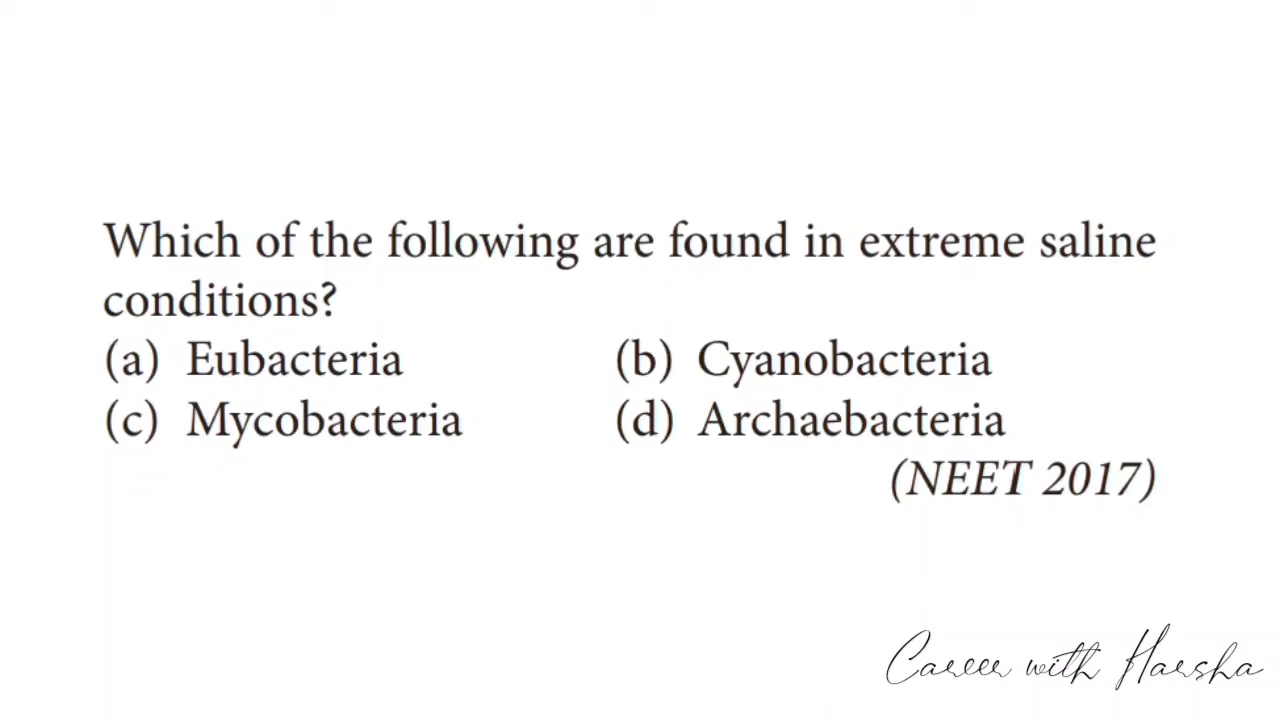 Which of the following are found in extreme saline
conditions?
(a) Eubacteria (b) Cyanobacteria
(c) Mycobacteria (d) Archaebacteria
(NEET 2017)
Career with Harsha